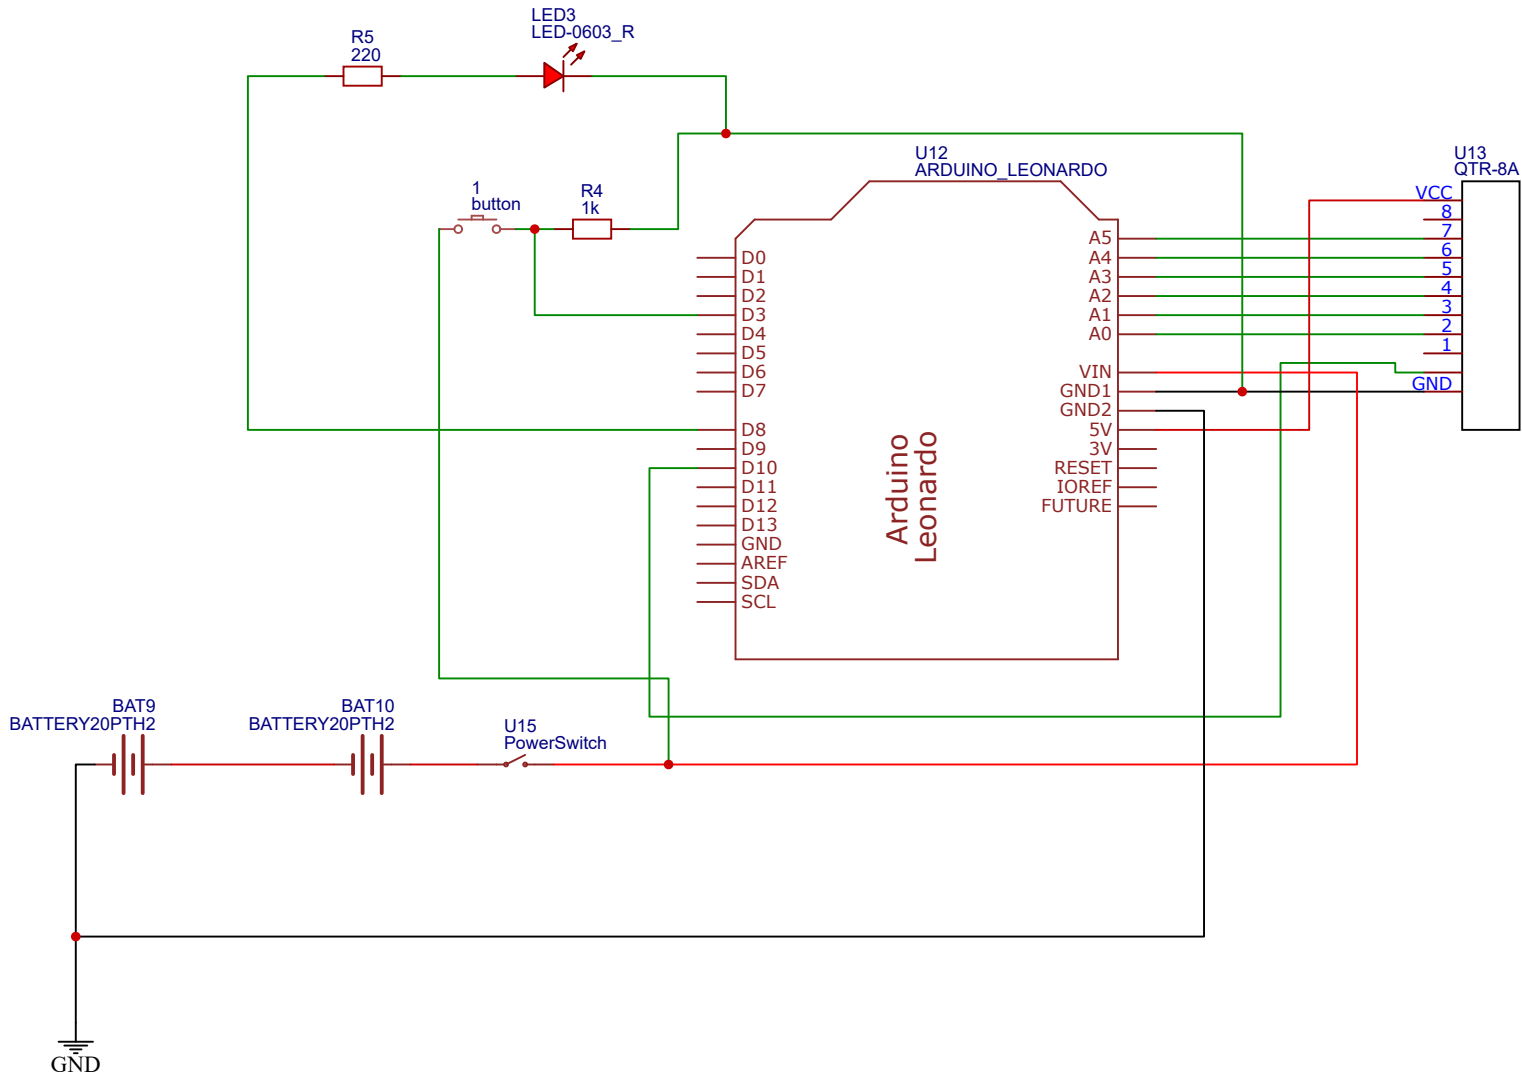 LED3
LED-0603_R
R5
220
U12
ARDUINO_LEONARDO
U13
QTR-8A
1
button
R4
1k
VCC
8
7
6
5
4
3
2
1
GND
A5
A4
A3
A2
A1
A0
VIN
GND1
GND2
5V
3V
RESET
IOREF
FUTURE
D0
D1
D2
D3
D4
D5
D6
D7
D8
D9
D10
D11
D12
D13
GND
AREF
SDA
SCL
Arduino
Leonardo
BAT9
BATTERY20PTH2
BAT10
BATTERY20PTH2
U15
PowerSwitch
GND